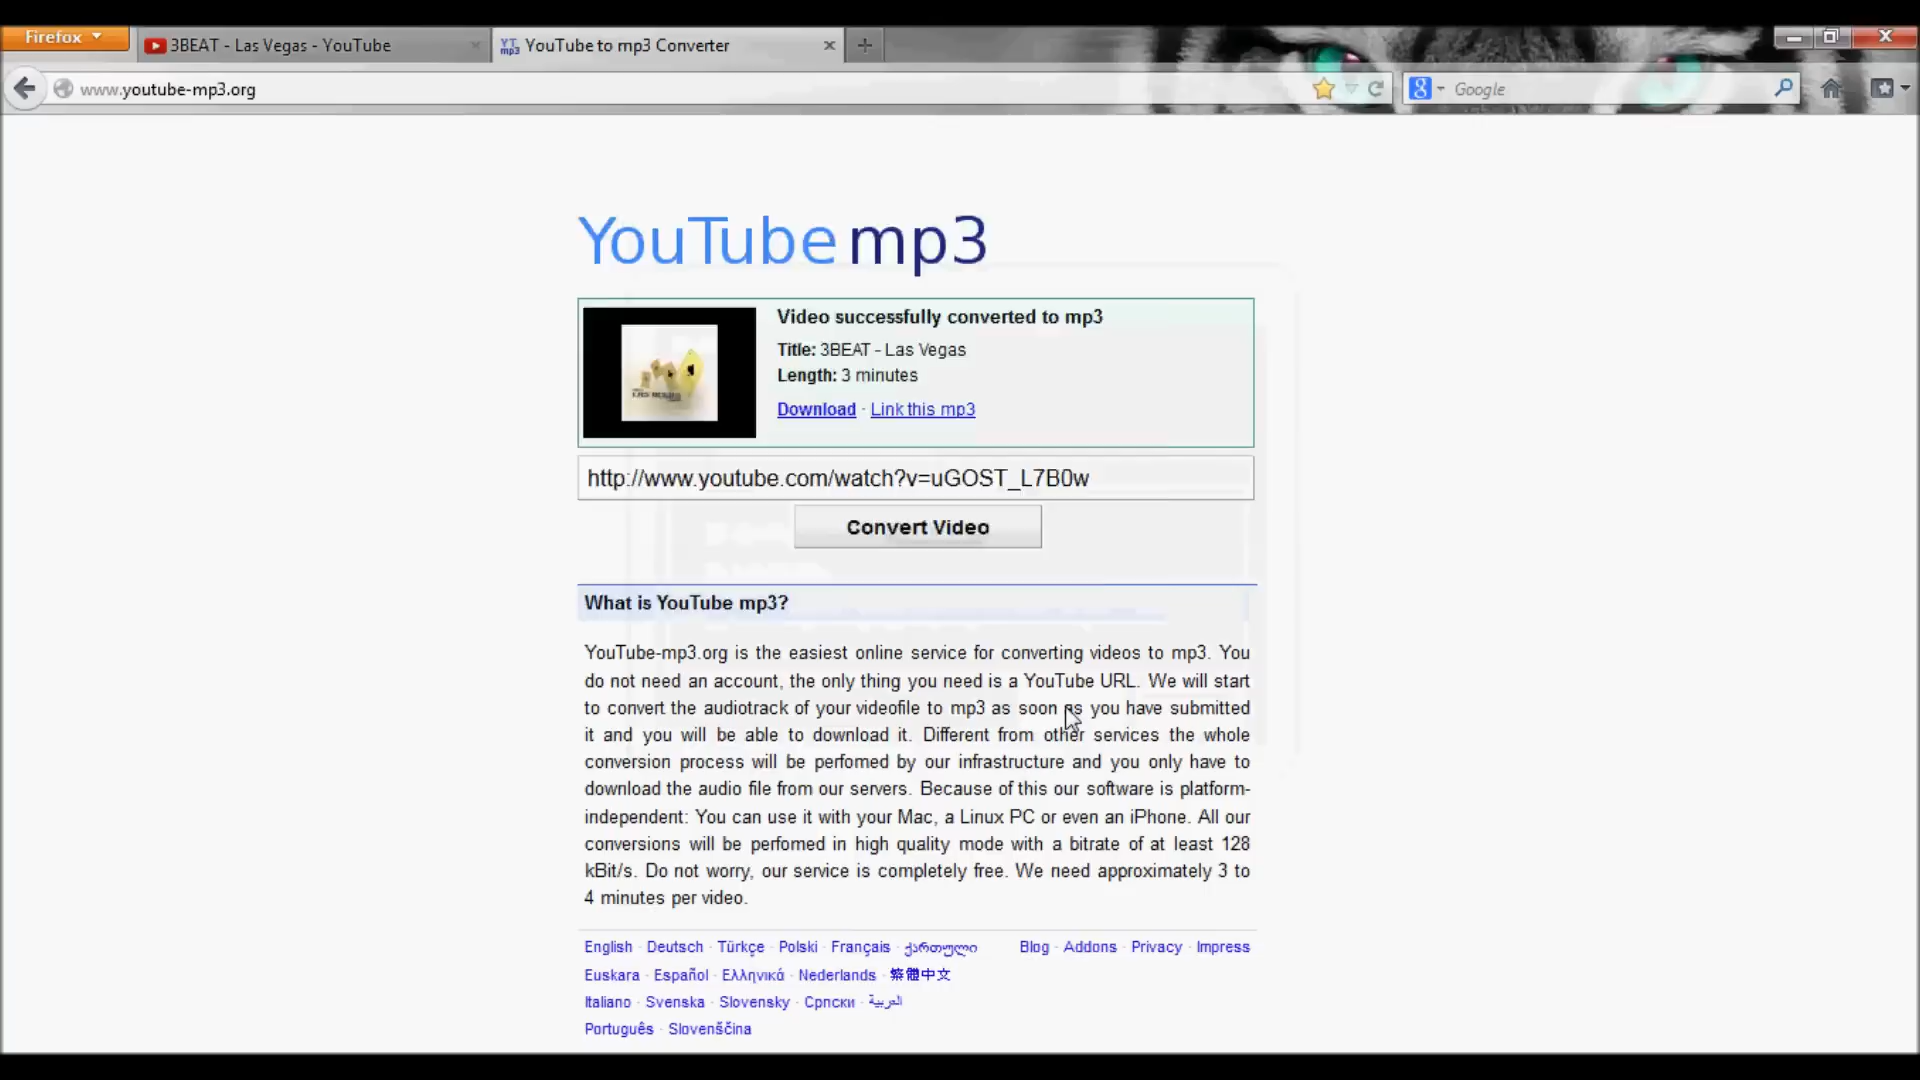 Firefox
3BEAT - Las Vegas - YouTube
YT mp3 YouTube to mp3 Converter
www.youtube-mp3.org
8 Google
YouTube mp3
Video successfully converted to mp3
Title: 3BEAT - Las Vegas
Length: 3 minutes
Download · Link this mp3
http://www.youtube.com/watch?v=uGOST_L7B0w
Convert Video
What is YouTube mp3?
YouTube-mp3.org is the easiest online service for converting videos to mp3. You
do not need an account, the only thing you need is a YouTube URL. We will start
to convert the audiotrack of your videofile to mp3 as soon as you have submitted
it and you will be able to download it. Different from other services the whole
conversion process will be perfomed by our infrastructure and you only have to
download the audio file from our servers. Because of this our software is platform-
independent: You can use it with your Mac, a Linux PC or even an iPhone. All our
conversions will be perfomed in high quality mode with a bitrate of at least 128
kBit/s. Do not worry, our service is completely free. We need approximately 3 to
4 minutes per video.
English · Deutsch · Türkçe · Polski · Français · ქართული Blog · Addons · Privacy · Impress
Euskara · Español · Ελληνικά · Nederlands · 繁體中文
Italiano · Svenska · Slovensky · Српски · العربية
Português · Slovenščina